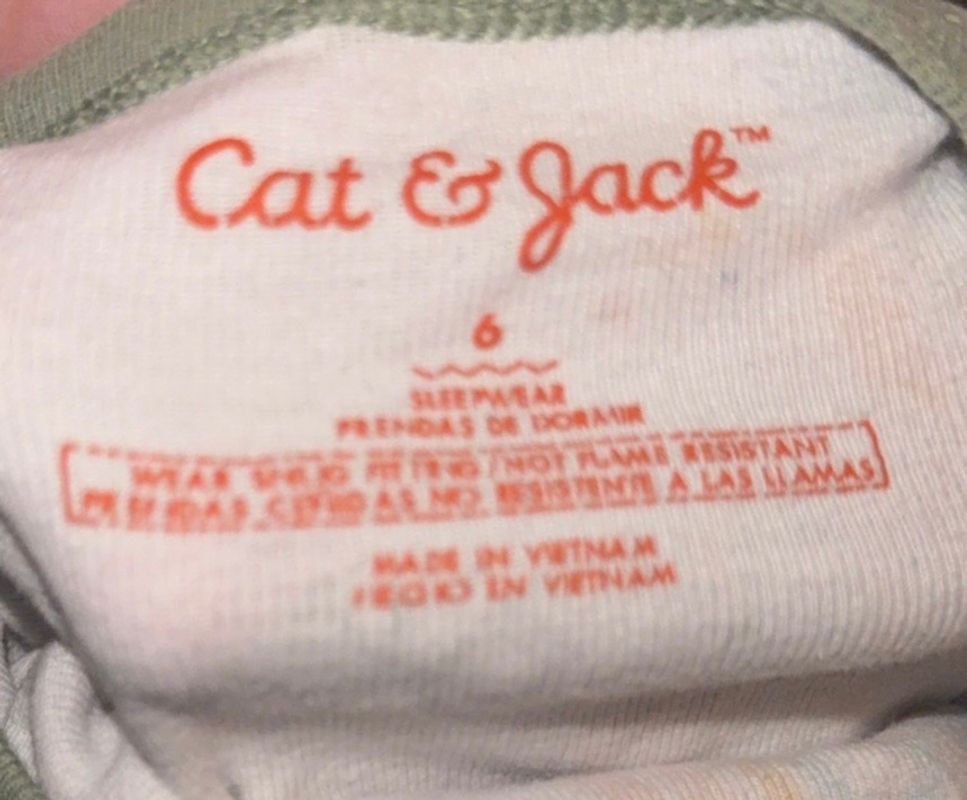 Cat & Jack™
6
SLEEPWEAR
PRENDAS DE DORMIR
WEAR SNUG FITTING/NOT FLAME RESISTANT
PRENDAS CEÑIDAS NO RESISTENTE A LAS LLAMAS
MADE IN VIETNAM
HECHO EN VIETNAM